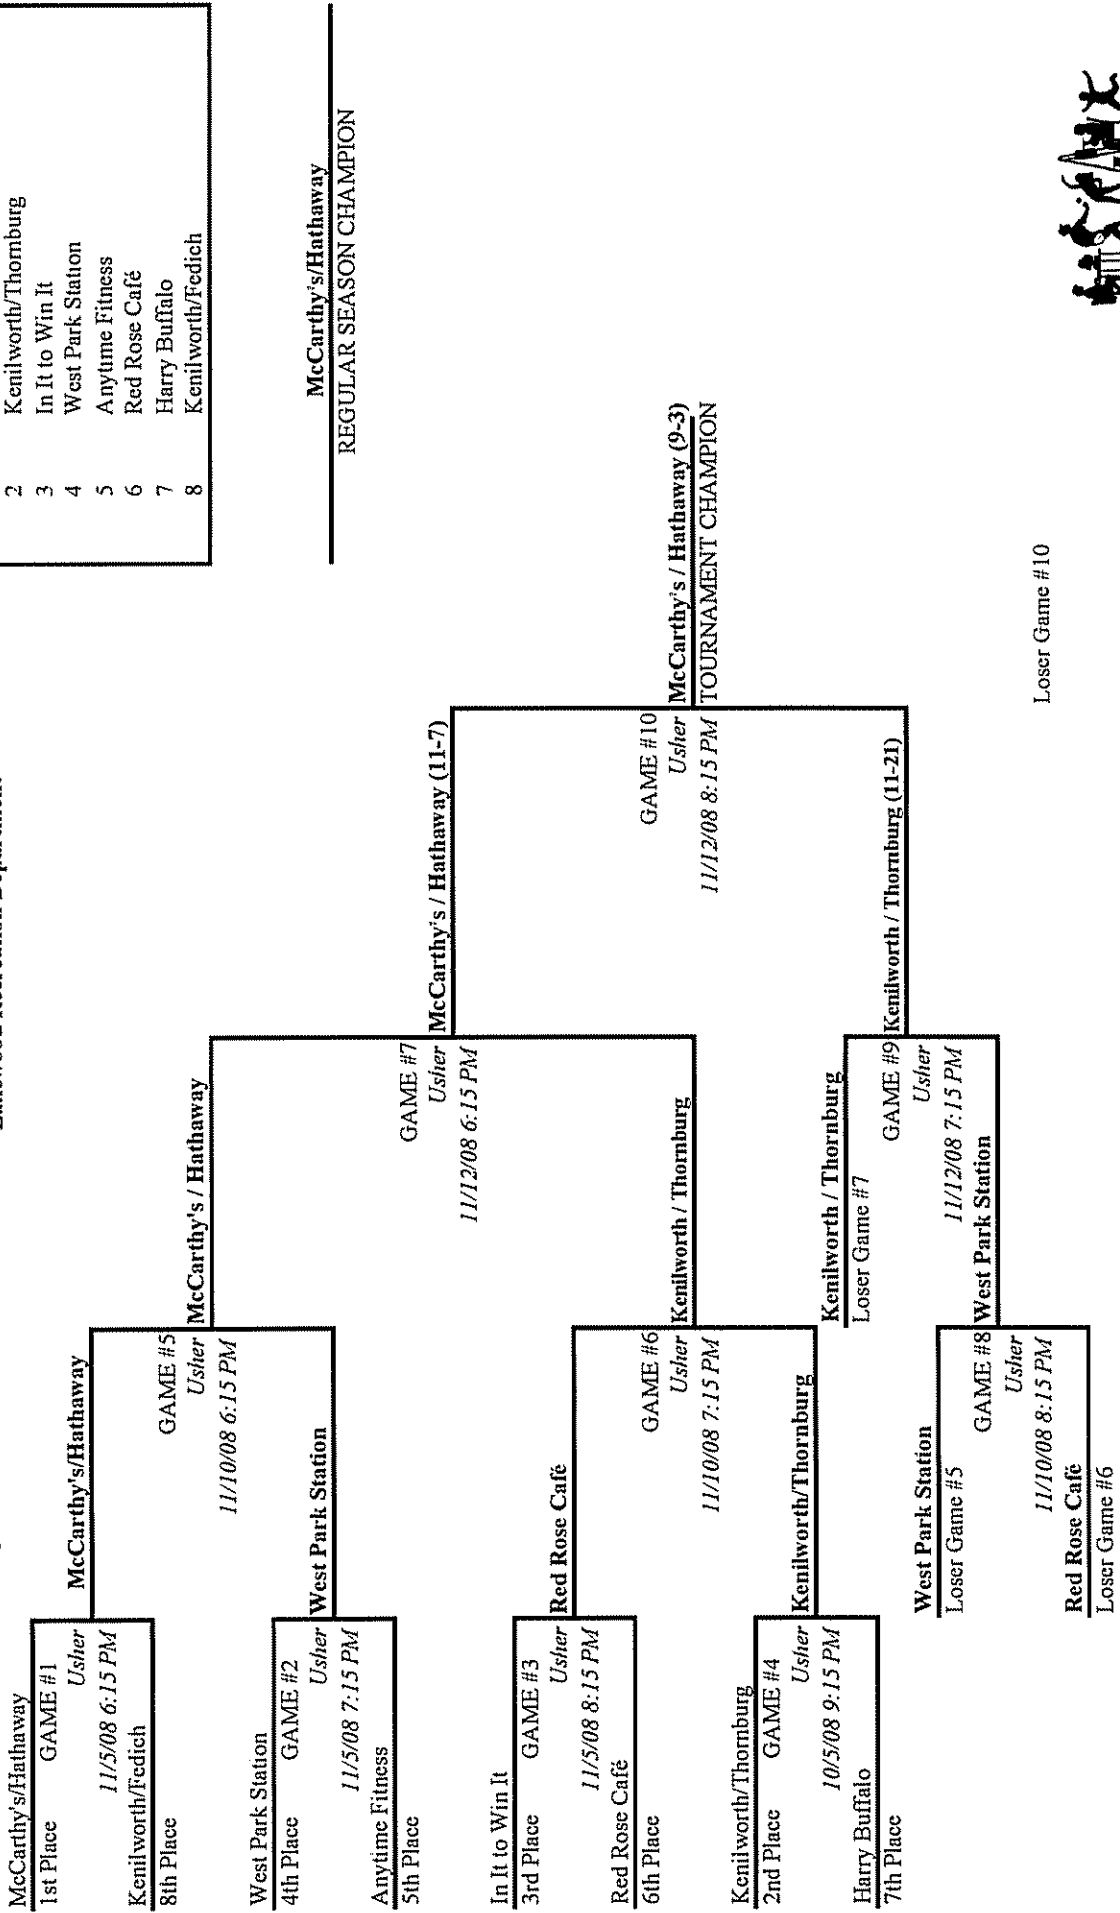 Kenilworth/Thornburg
2
In It to Win It
3
West Park Station
4
Anytime Fitness
5
Red Rose Café
6
Harry Buffalo
7
Kenilworth/Fedich
8
McCarthy's/Hathaway
REGULAR SEASON CHAMPION
McCarthy's/Hathaway
1st Place GAME #1
Usher
11/5/08 6:15 PM
Kenilworth/Fedich
8th Place
McCarthy's/Hathaway
GAME #5
Usher
11/10/08 6:15 PM
West Park Station
4th Place GAME #2
Usher
11/5/08 7:15 PM
Anytime Fitness
5th Place
West Park Station
McCarthy's / Hathaway
GAME #7
Usher
11/12/08 6:15 PM
In It to Win It
3rd Place GAME #3
Usher
11/5/08 8:15 PM
Red Rose Café
6th Place
Red Rose Café
GAME #6
Usher
11/10/08 7:15 PM
Kenilworth/Thornburg
2nd Place GAME #4
Usher
10/5/08 9:15 PM
Harry Buffalo
7th Place
Kenilworth/Thornburg
Kenilworth / Thornburg
McCarthy's / Hathaway (11-7)
GAME #10
Usher
11/12/08 8:15 PM
McCarthy's / Hathaway (9-3)
TOURNAMENT CHAMPION
Kenilworth / Thornburg
Loser Game #7
GAME #9
Usher
11/12/08 7:15 PM
Kenilworth / Thornburg (11-21)
West Park Station
Loser Game #5
GAME #8
Usher
11/10/08 8:15 PM
West Park Station
Red Rose Café
Loser Game #6
Loser Game #10